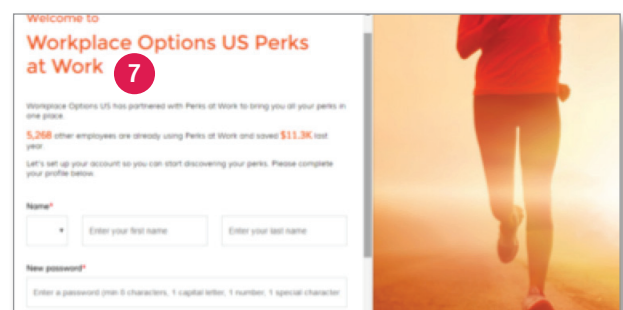 Welcome to
Workplace Options US Perks
at Work
7
Workplace Options US has partnered with Perks at Work to bring you all your perks in
one place.
5,268 other employees are already using Perks at Work and saved $11.3K last
year.
Let's set up your account so you can start discovering your perks. Please complete
your profile below.
Name*
Enter your first name
Enter your last name
New password*
Enter a password (min 8 characters, 1 capital letter, 1 number, 1 special character